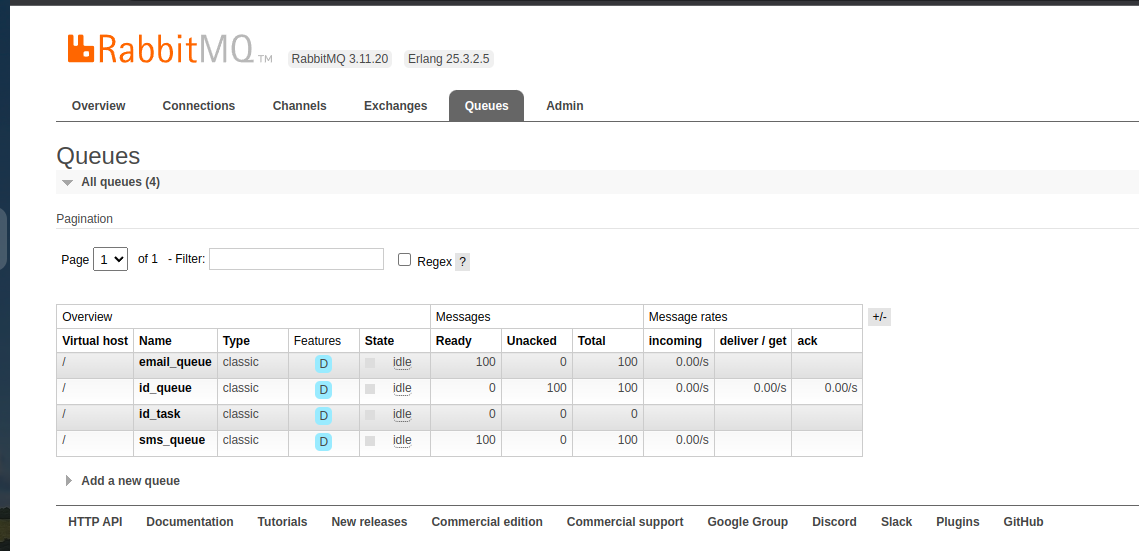 RabbitMQ TM RabbitMQ 3.11.20 Erlang 25.3.2.5
Overview Connections Channels Exchanges Queues Admin
Queues
All queues (4)
Pagination
Page 1 of 1 - Filter: Regex ?
Overview Messages Message rates +/-
Virtual host Name Type Features State Ready Unacked Total incoming deliver / get ack
/ email_queue classic D idle 100 0 100 0.00/s
/ id_queue classic D idle 0 100 100 0.00/s 0.00/s 0.00/s
/ id_task classic D idle 0 0 0
/ sms_queue classic D idle 100 0 100 0.00/s
Add a new queue
HTTP API Documentation Tutorials New releases Commercial edition Commercial support Google Group Discord Slack Plugins GitHub